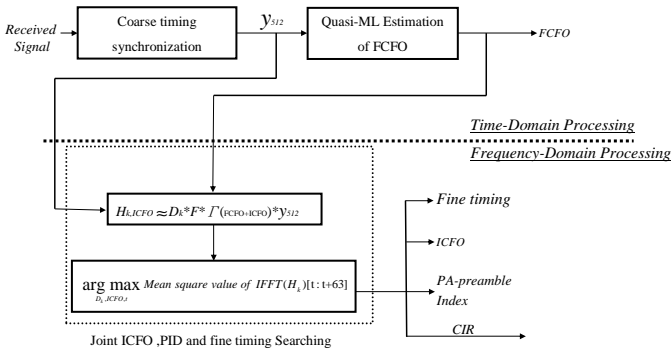 Received
Signal
Coarse timing
synchronization
y512
Quasi-ML Estimation
of FCFO
FCFO
Time-Domain Processing
Frequency-Domain Processing
Hk,ICFO ≈Dk*F* Γ(FCFO+ICFO)*y512
arg max Mean square value of IFFT(Hk)[t:t+63]
Dk,ICFO,t
Fine timing
ICFO
PA-preamble
Index
CIR
Joint ICFO ,PID and fine timing Searching